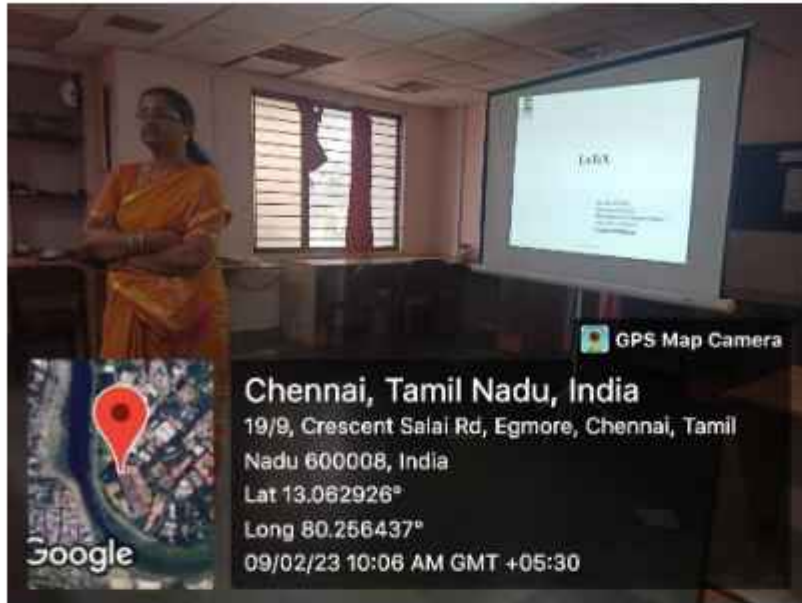 LaTeX
GPS Map Camera
Chennai, Tamil Nadu, India
19/9, Crescent Salai Rd, Egmore, Chennai, Tamil
Nadu 600008, India
Lat 13.062926°
Long 80.256437°
09/02/23 10:06 AM GMT +05:30
Google